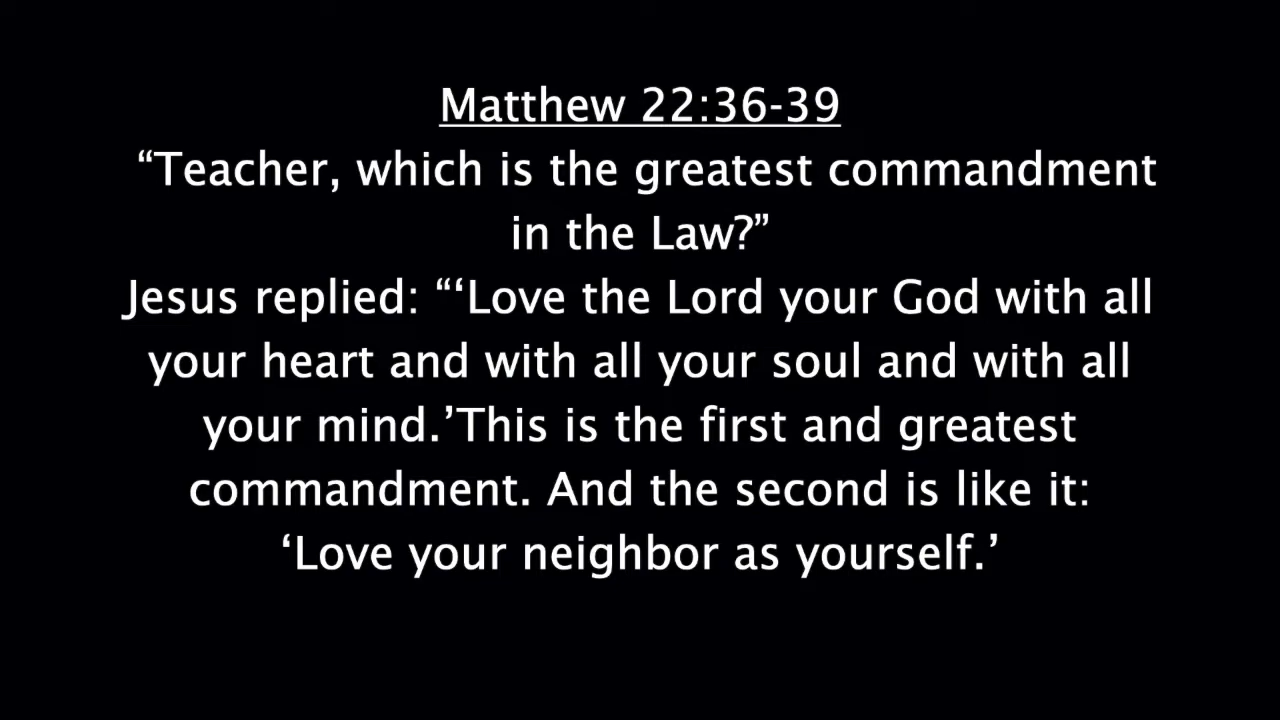 Matthew 22:36-39
“Teacher, which is the greatest commandment
in the Law?”
Jesus replied: “‘Love the Lord your God with all
your heart and with all your soul and with all
your mind.’This is the first and greatest
commandment. And the second is like it:
‘Love your neighbor as yourself.’